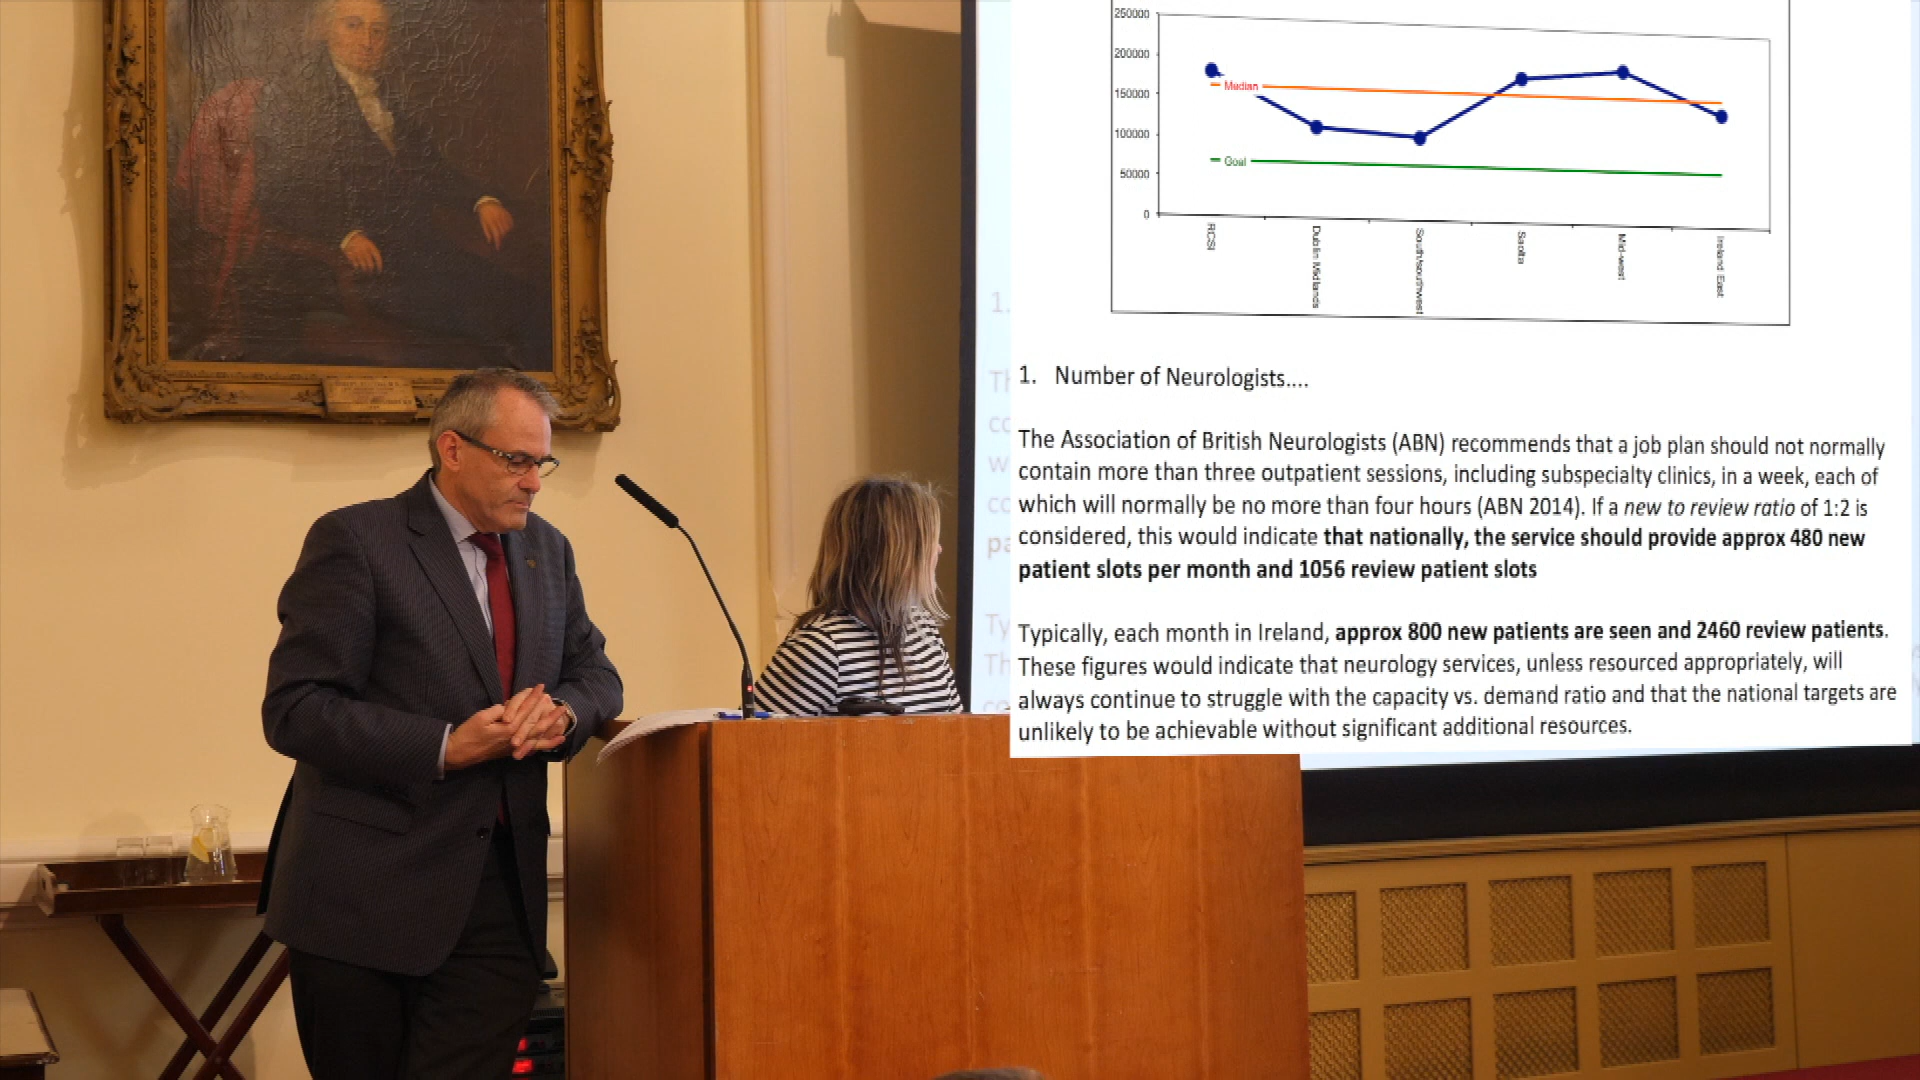 250000
200000
150000
100000
50000
0
Median
Goal
RCSI
Dublin Midlands
South/southwest
Saolta
Mid-west
Ireland East
1. Number of Neurologists....
The Association of British Neurologists (ABN) recommends that a job plan should not normally
contain more than three outpatient sessions, including subspecialty clinics, in a week, each of
which will normally be no more than four hours (ABN 2014). If a new to review ratio of 1:2 is
considered, this would indicate that nationally, the service should provide approx 480 new
patient slots per month and 1056 review patient slots
Typically, each month in Ireland, approx 800 new patients are seen and 2460 review patients.
These figures would indicate that neurology services, unless resourced appropriately, will
always continue to struggle with the capacity vs. demand ratio and that the national targets are
unlikely to be achievable without significant additional resources.